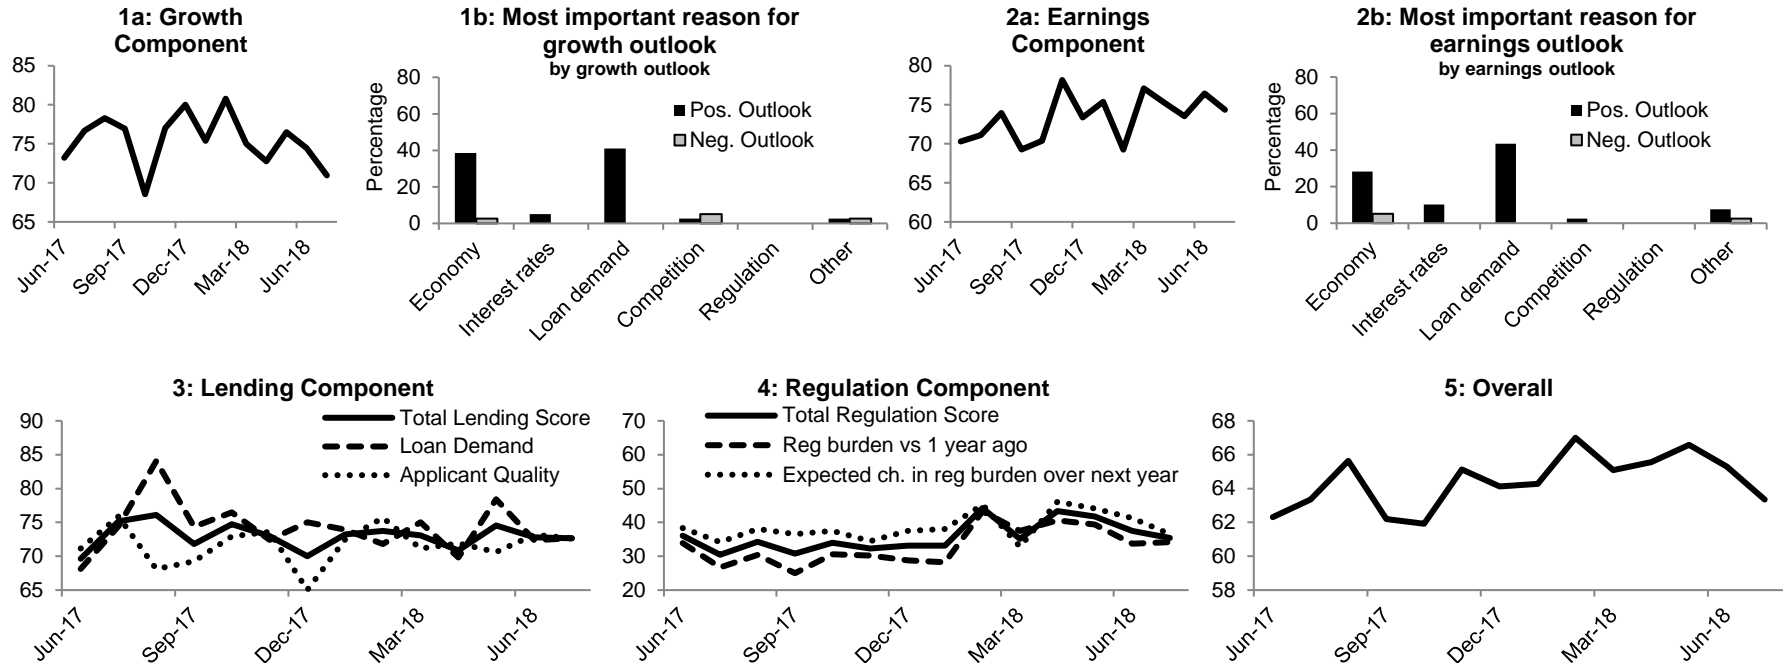 1a: Growth
Component
85
80
75
70
65
Jun-17
Sep-17
Dec-17
Mar-18
Jun-18
1b: Most important reason for
growth outlook
by growth outlook
Percentage
80
60
40
20
0
Pos. Outlook
Neg. Outlook
Economy
Interest rates
Loan demand
Competition
Regulation
Other
2a: Earnings
Component
80
75
70
65
60
Jun-17
Sep-17
Dec-17
Mar-18
Jun-18
2b: Most important reason for
earnings outlook
by earnings outlook
Percentage
80
60
40
20
0
Pos. Outlook
Neg. Outlook
Economy
Interest rates
Loan demand
Competition
Regulation
Other
3: Lending Component
Total Lending Score
Loan Demand
Applicant Quality
90
85
80
75
70
65
Jun-17
Sep-17
Dec-17
Mar-18
Jun-18
4: Regulation Component
Total Regulation Score
Reg burden vs 1 year ago
Expected ch. in reg burden over next year
70
60
50
40
30
20
Jun-17
Sep-17
Dec-17
Mar-18
Jun-18
5: Overall
68
66
64
62
60
58
Jun-17
Sep-17
Dec-17
Mar-18
Jun-18